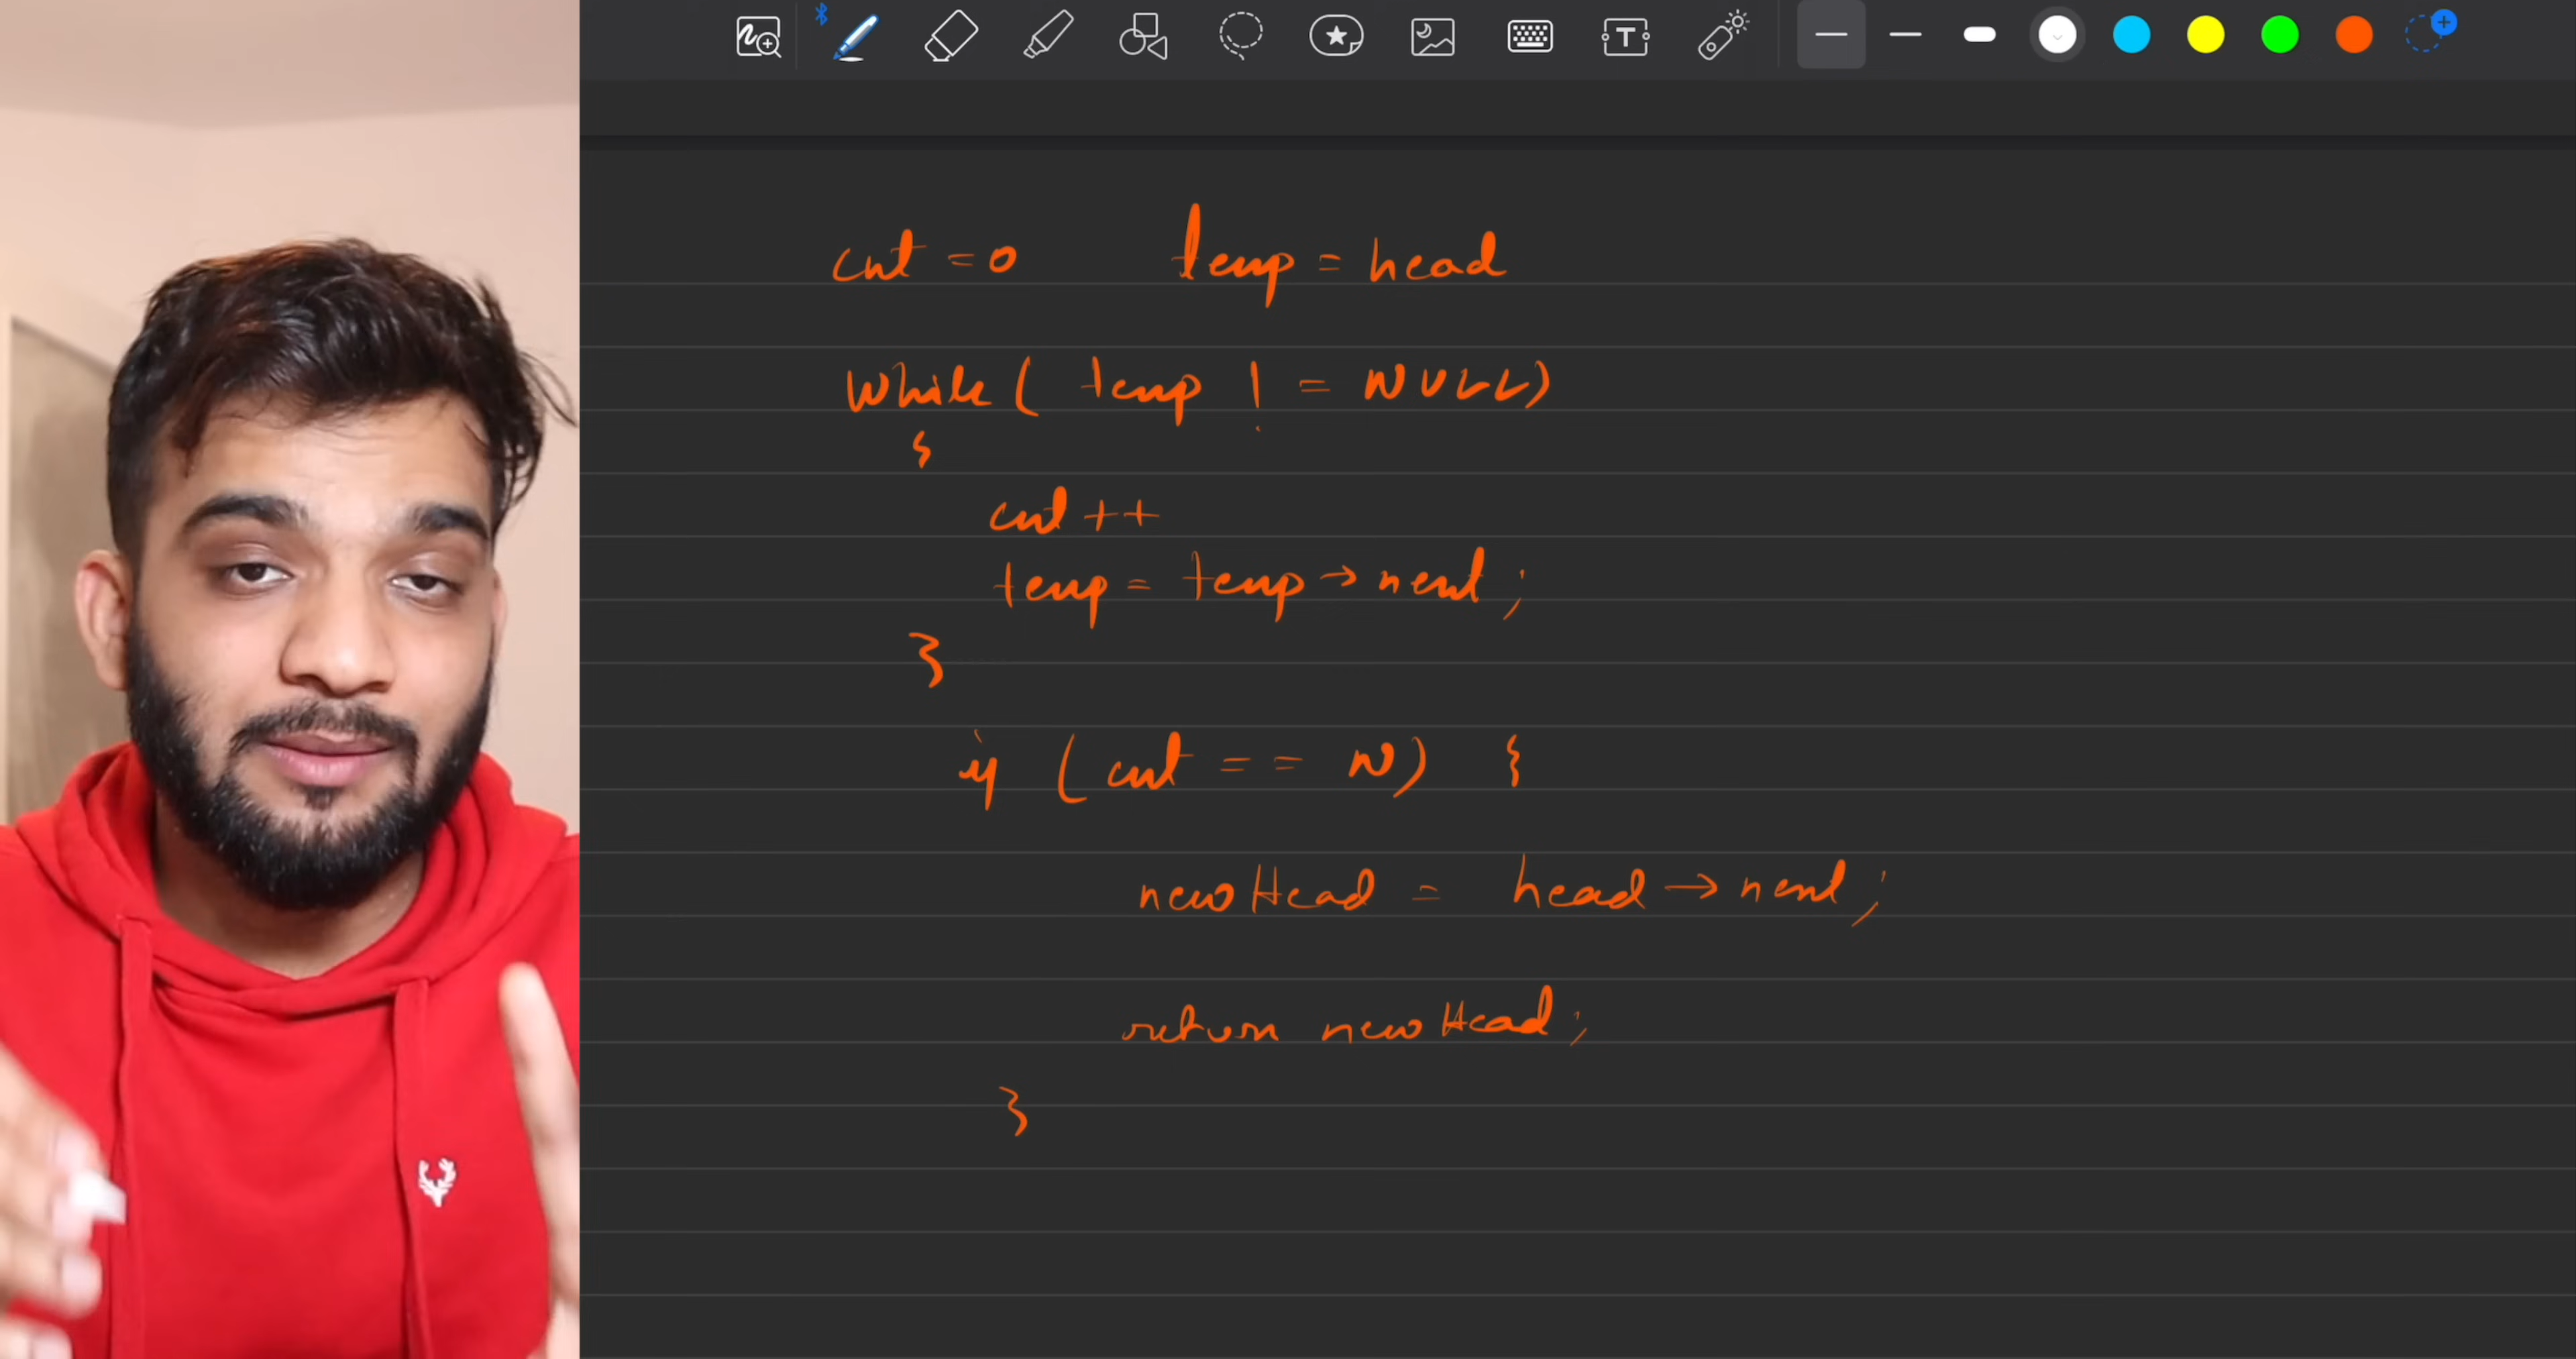 cnt = 0 temp = head
while ( temp ! = NULL)
{
cnt ++
temp = temp → next ;
}
if ( cnt = = N) {
newHead = head → next ;
return newHead ;
}